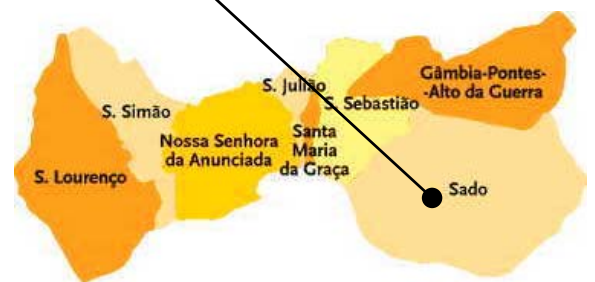 Gâmbia-Pontes-
-Alto da Guerra
S. Julião
S. Sebastião
S. Simão
Nossa Senhora
da Anunciada
Santa
Maria
da Graça
S. Lourenço
Sado